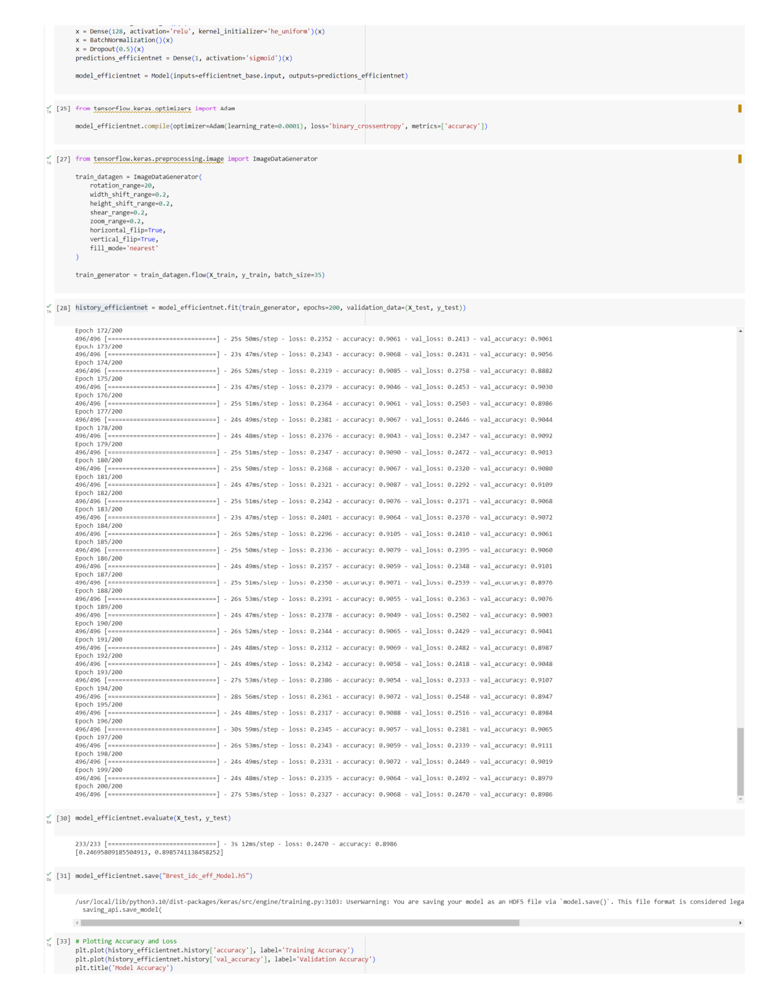 x = Dense(128, activation='relu', kernel_initializer='he_uniform')(x)
x = BatchNormalization()(x)
x = Dropout(0.5)(x)
predictions_efficientnet = Dense(1, activation='sigmoid')(x)
model_efficientnet = Model(inputs=efficientnet_base.input, outputs=predictions_efficientnet)
[25] from tensorflow.keras.optimizers import Adam
1s
model_efficientnet.compile(optimizer=Adam(learning_rate=0.0001), loss='binary_crossentropy', metrics=['accuracy'])
[27] from tensorflow.keras.preprocessing.image import ImageDataGenerator
1s
train_datagen = ImageDataGenerator(
rotation_range=20,
width_shift_range=0.2,
height_shift_range=0.2,
shear_range=0.2,
zoom_range=0.2,
horizontal_flip=True,
vertical_flip=True,
fill_mode='nearest'
)
train_generator = train_datagen.flow(X_train, y_train, batch_size=35)
[28] history_efficientnet = model_efficientnet.fit(train_generator, epochs=200, validation_data=(X_test, y_test))
1h
Epoch 172/200
496/496 [==============================] - 25s 50ms/step - loss: 0.2352 - accuracy: 0.9061 - val_loss: 0.2413 - val_accuracy: 0.9061
Epoch 173/200
496/496 [==============================] - 23s 47ms/step - loss: 0.2343 - accuracy: 0.9068 - val_loss: 0.2431 - val_accuracy: 0.9056
Epoch 174/200
496/496 [==============================] - 26s 52ms/step - loss: 0.2319 - accuracy: 0.9085 - val_loss: 0.2758 - val_accuracy: 0.8882
Epoch 175/200
496/496 [==============================] - 23s 47ms/step - loss: 0.2379 - accuracy: 0.9046 - val_loss: 0.2453 - val_accuracy: 0.9030
Epoch 176/200
496/496 [==============================] - 25s 51ms/step - loss: 0.2364 - accuracy: 0.9061 - val_loss: 0.2503 - val_accuracy: 0.8986
Epoch 177/200
496/496 [==============================] - 24s 49ms/step - loss: 0.2381 - accuracy: 0.9067 - val_loss: 0.2446 - val_accuracy: 0.9044
Epoch 178/200
496/496 [==============================] - 24s 48ms/step - loss: 0.2376 - accuracy: 0.9043 - val_loss: 0.2347 - val_accuracy: 0.9092
Epoch 179/200
496/496 [==============================] - 25s 51ms/step - loss: 0.2347 - accuracy: 0.9090 - val_loss: 0.2472 - val_accuracy: 0.9013
Epoch 180/200
496/496 [==============================] - 25s 50ms/step - loss: 0.2368 - accuracy: 0.9067 - val_loss: 0.2320 - val_accuracy: 0.9080
Epoch 181/200
496/496 [==============================] - 24s 47ms/step - loss: 0.2321 - accuracy: 0.9087 - val_loss: 0.2292 - val_accuracy: 0.9109
Epoch 182/200
496/496 [==============================] - 25s 51ms/step - loss: 0.2342 - accuracy: 0.9076 - val_loss: 0.2371 - val_accuracy: 0.9068
Epoch 183/200
496/496 [==============================] - 23s 47ms/step - loss: 0.2401 - accuracy: 0.9064 - val_loss: 0.2370 - val_accuracy: 0.9072
Epoch 184/200
496/496 [==============================] - 26s 52ms/step - loss: 0.2296 - accuracy: 0.9105 - val_loss: 0.2410 - val_accuracy: 0.9061
Epoch 185/200
496/496 [==============================] - 25s 50ms/step - loss: 0.2336 - accuracy: 0.9079 - val_loss: 0.2395 - val_accuracy: 0.9060
Epoch 186/200
496/496 [==============================] - 24s 49ms/step - loss: 0.2357 - accuracy: 0.9059 - val_loss: 0.2348 - val_accuracy: 0.9101
Epoch 187/200
496/496 [==============================] - 25s 51ms/step - loss: 0.2350 - accuracy: 0.9071 - val_loss: 0.2539 - val_accuracy: 0.8976
Epoch 188/200
496/496 [==============================] - 26s 53ms/step - loss: 0.2391 - accuracy: 0.9055 - val_loss: 0.2363 - val_accuracy: 0.9076
Epoch 189/200
496/496 [==============================] - 24s 47ms/step - loss: 0.2378 - accuracy: 0.9049 - val_loss: 0.2502 - val_accuracy: 0.9003
Epoch 190/200
496/496 [==============================] - 26s 52ms/step - loss: 0.2344 - accuracy: 0.9065 - val_loss: 0.2429 - val_accuracy: 0.9041
Epoch 191/200
496/496 [==============================] - 24s 48ms/step - loss: 0.2312 - accuracy: 0.9069 - val_loss: 0.2482 - val_accuracy: 0.8987
Epoch 192/200
496/496 [==============================] - 24s 49ms/step - loss: 0.2342 - accuracy: 0.9058 - val_loss: 0.2418 - val_accuracy: 0.9048
Epoch 193/200
496/496 [==============================] - 27s 53ms/step - loss: 0.2386 - accuracy: 0.9054 - val_loss: 0.2333 - val_accuracy: 0.9107
Epoch 194/200
496/496 [==============================] - 28s 56ms/step - loss: 0.2361 - accuracy: 0.9072 - val_loss: 0.2548 - val_accuracy: 0.8947
Epoch 195/200
496/496 [==============================] - 24s 48ms/step - loss: 0.2317 - accuracy: 0.9088 - val_loss: 0.2516 - val_accuracy: 0.8984
Epoch 196/200
496/496 [==============================] - 30s 59ms/step - loss: 0.2345 - accuracy: 0.9057 - val_loss: 0.2381 - val_accuracy: 0.9065
Epoch 197/200
496/496 [==============================] - 26s 53ms/step - loss: 0.2343 - accuracy: 0.9059 - val_loss: 0.2339 - val_accuracy: 0.9111
Epoch 198/200
496/496 [==============================] - 24s 49ms/step - loss: 0.2331 - accuracy: 0.9072 - val_loss: 0.2449 - val_accuracy: 0.9019
Epoch 199/200
496/496 [==============================] - 24s 48ms/step - loss: 0.2335 - accuracy: 0.9064 - val_loss: 0.2492 - val_accuracy: 0.8979
Epoch 200/200
496/496 [==============================] - 27s 53ms/step - loss: 0.2327 - accuracy: 0.9068 - val_loss: 0.2470 - val_accuracy: 0.8986
[30] model_efficientnet.evaluate(X_test, y_test)
6s
233/233 [==============================] - 3s 12ms/step - loss: 0.2470 - accuracy: 0.8986
[0.24695809185504913, 0.8985741138458252]
[31] model_efficientnet.save("Brest_idc_eff_Model.h5")
0s
/usr/local/lib/python3.10/dist-packages/keras/src/engine/training.py:3103: UserWarning: You are saving your model as an HDF5 file via `model.save()`. This file format is considered lega
saving_api.save_model(
[33] # Plotting Accuracy and Loss
1s
plt.plot(history_efficientnet.history['accuracy'], label='Training Accuracy')
plt.plot(history_efficientnet.history['val_accuracy'], label='Validation Accuracy')
plt.title('Model Accuracy')